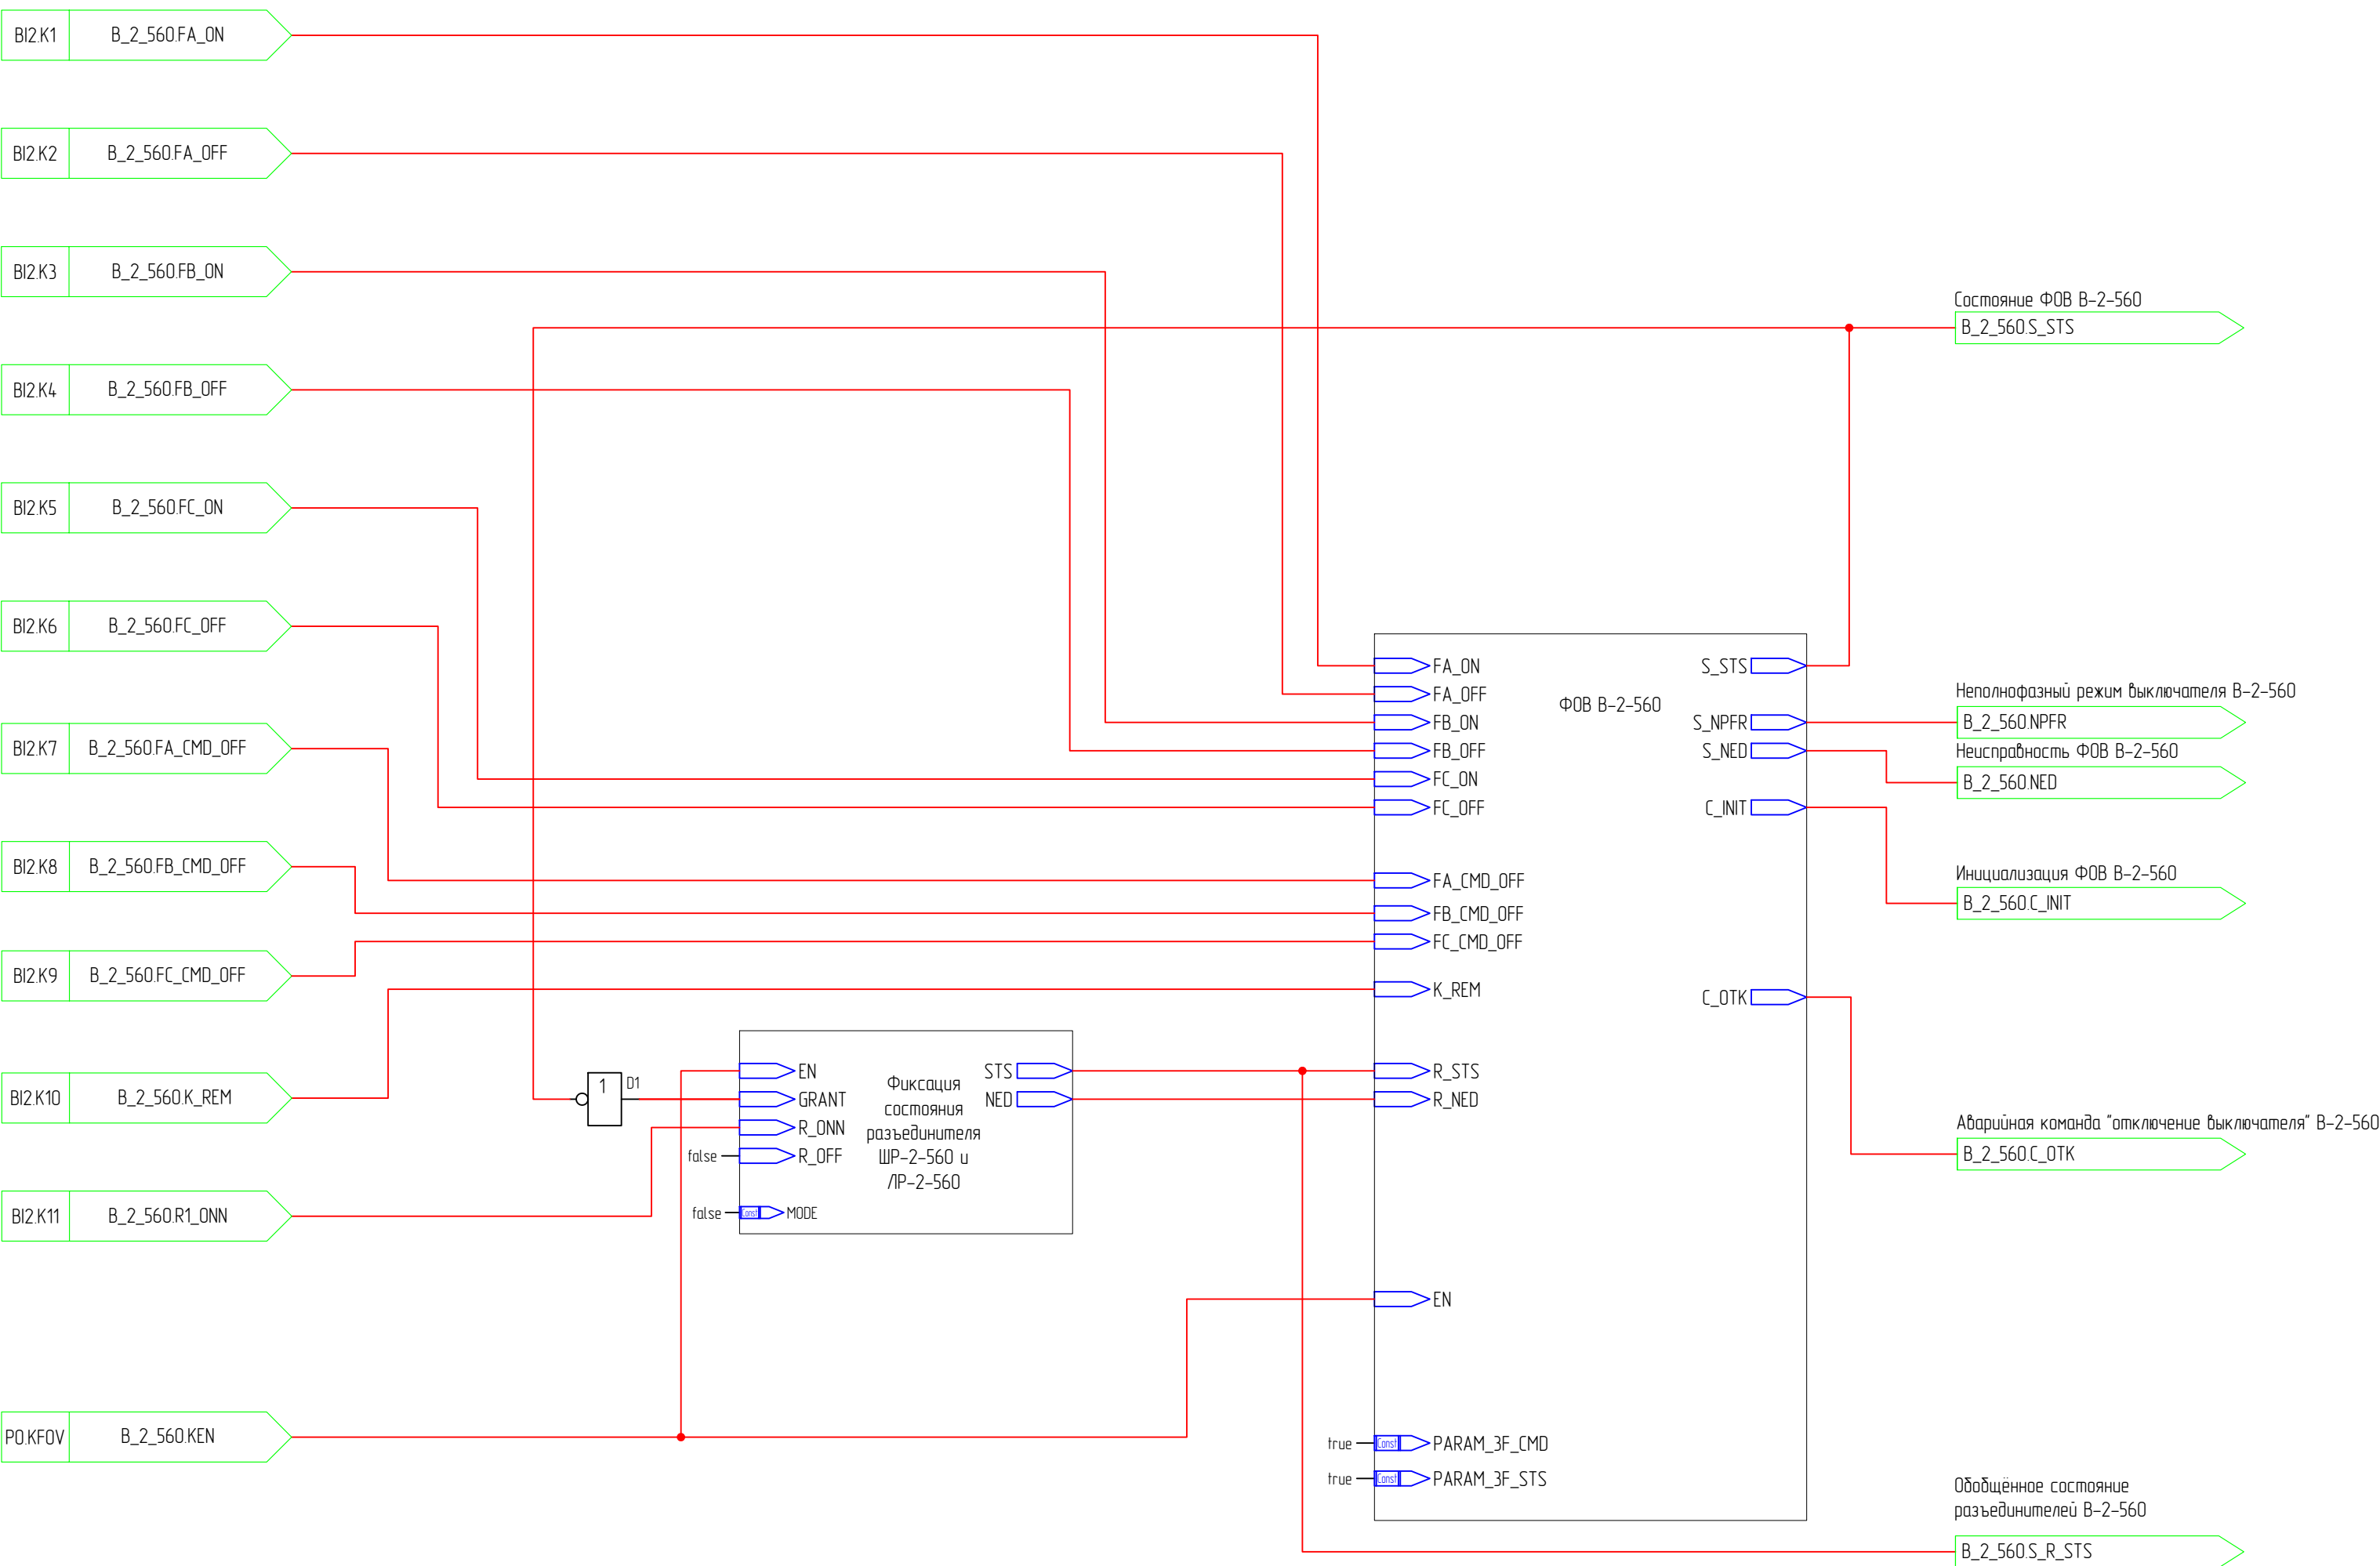 BI2.K1 B_2_560.FA_ON
BI2.K2 B_2_560.FA_OFF
BI2.K3 B_2_560.FB_ON
BI2.K4 B_2_560.FB_OFF
BI2.K5 B_2_560.FC_ON
BI2.K6 B_2_560.FC_OFF
BI2.K7 B_2_560.FA_CMD_OFF
BI2.K8 B_2_560.FB_CMD_OFF
BI2.K9 B_2_560.FC_CMD_OFF
BI2.K10 B_2_560.K_REM
BI2.K11 B_2_560.R1_ONN
PO.KFOV B_2_560.KEN
1
D1
EN
GRANT
R_ONN
false R_OFF
false Const MODE
Фиксация
состояния
разъединителя
ШР-2-560 и
ЛР-2-560
STS
NED
ФОВ В-2-560
FA_ON
FA_OFF
FB_ON
FB_OFF
FC_ON
FC_OFF
FA_CMD_OFF
FB_CMD_OFF
FC_CMD_OFF
K_REM
R_STS
R_NED
EN
true Const PARAM_3F_CMD
true Const PARAM_3F_STS
S_STS
S_NPFR
S_NED
C_INIT
C_OTK
Состояние ФОВ В-2-560
B_2_560.S_STS
Неполнофазный режим выключателя В-2-560
B_2_560.NPFR
Неисправность ФОВ В-2-560
B_2_560.NED
Инициализация ФОВ В-2-560
B_2_560.C_INIT
Аварийная команда "отключение выключателя" В-2-560
B_2_560.C_OTK
Обобщённое состояние
разъединителей В-2-560
B_2_560.S_R_STS